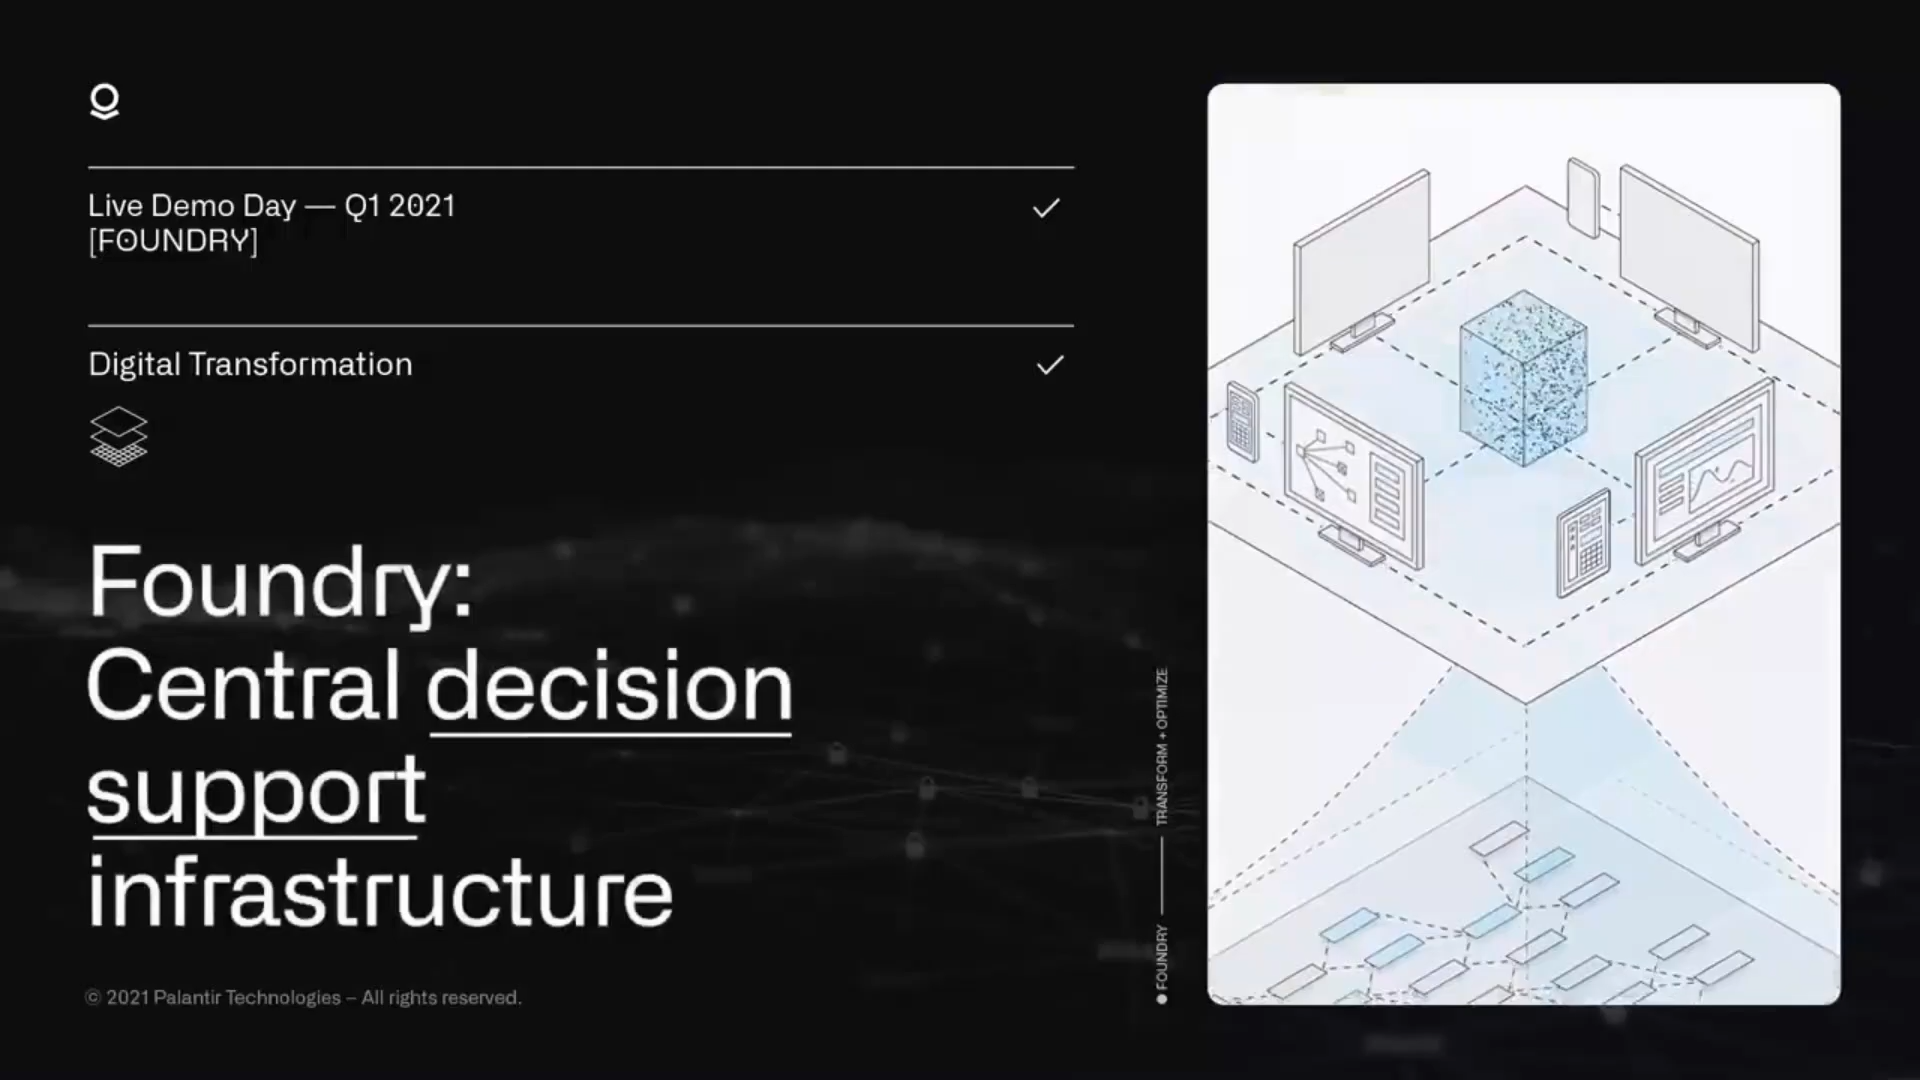 Live Demo Day — Q1 2021
[FOUNDRY]
Digital Transformation
Foundry:
Central decision
support
infrastructure
© 2021 Palantir Technologies – All rights reserved.
FOUNDRY — TRANSFORM + OPTIMIZE